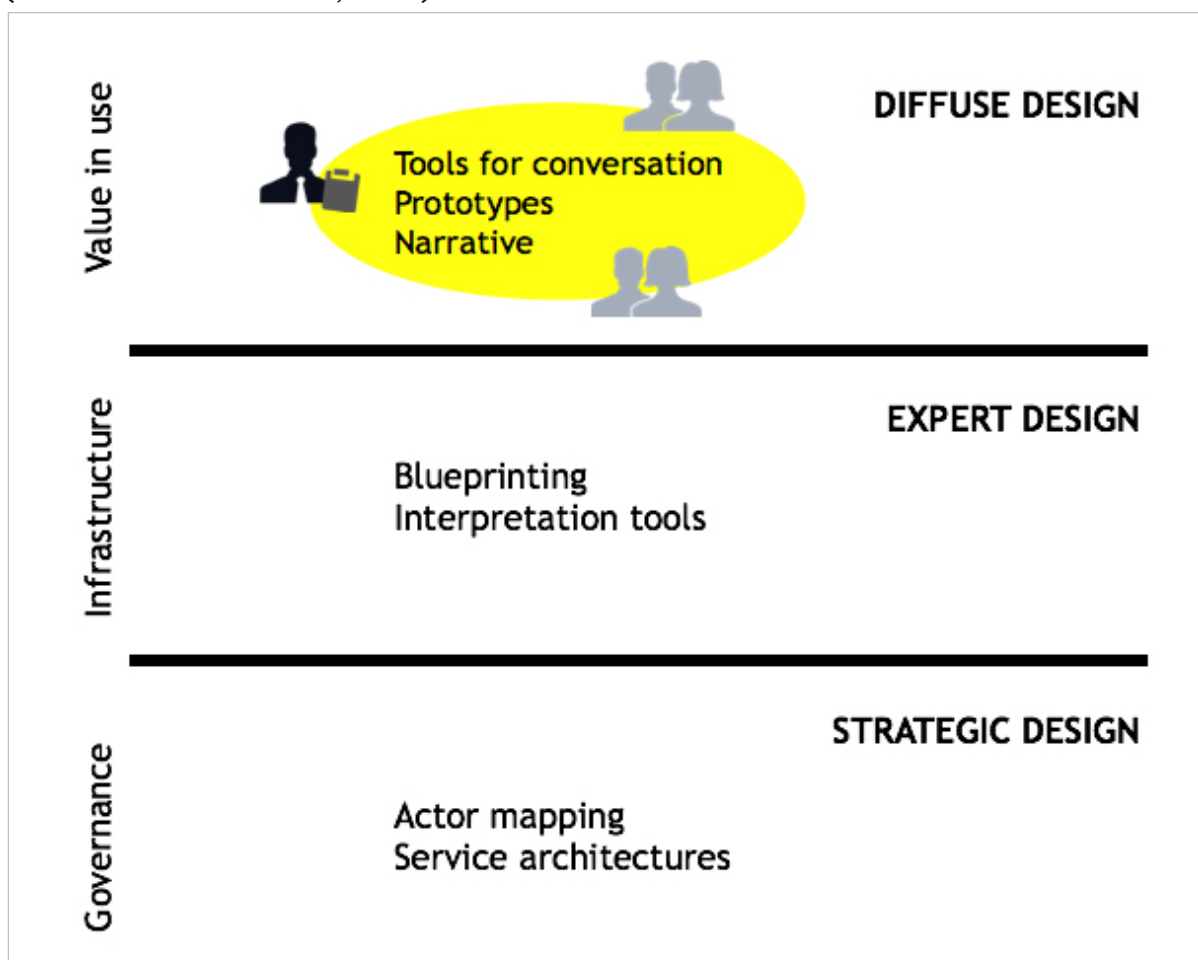 Value in use
DIFFUSE DESIGN
Tools for conversation
Prototypes
Narrative
Infrastructure
EXPERT DESIGN
Blueprinting
Interpretation tools
Governance
STRATEGIC DESIGN
Actor mapping
Service architectures